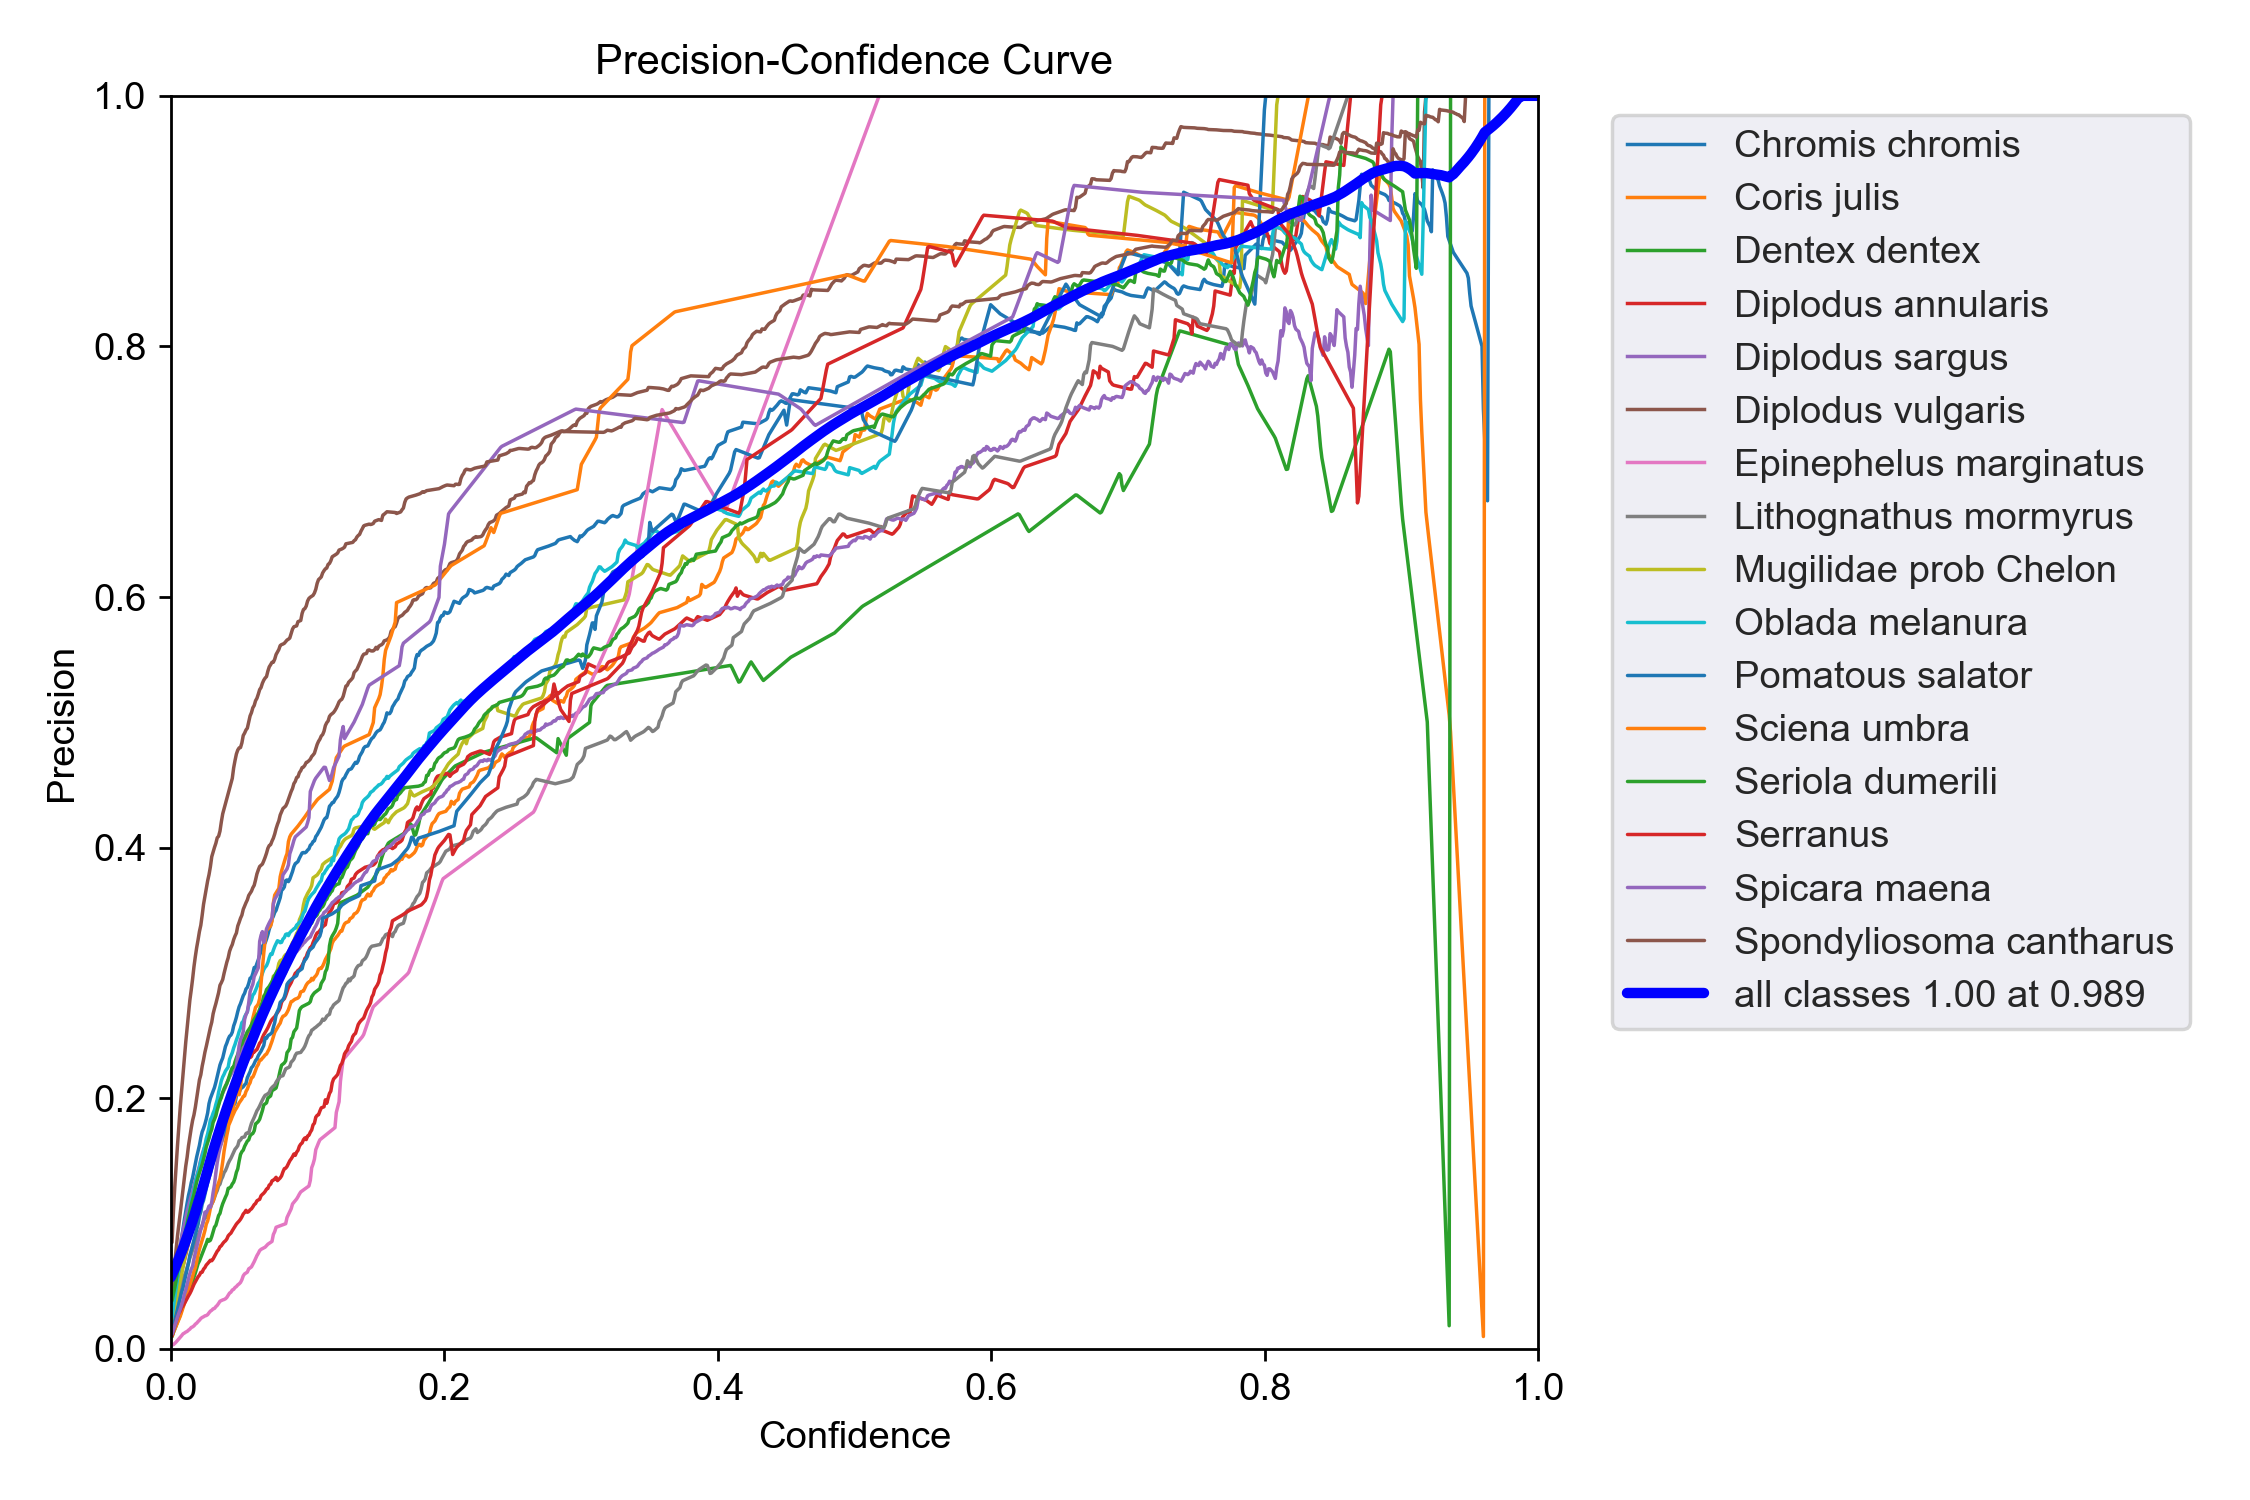 Precision-Confidence Curve
1.0
0.8
0.6
0.4
0.2
0.0
Precision
0.0 0.2 0.4 0.6 0.8 1.0
Confidence
Chromis chromis
Coris julis
Dentex dentex
Diplodus annularis
Diplodus sargus
Diplodus vulgaris
Epinephelus marginatus
Lithognathus mormyrus
Mugilidae prob Chelon
Oblada melanura
Pomatous salator
Sciena umbra
Seriola dumerili
Serranus
Spicara maena
Spondyliosoma cantharus
all classes 1.00 at 0.989